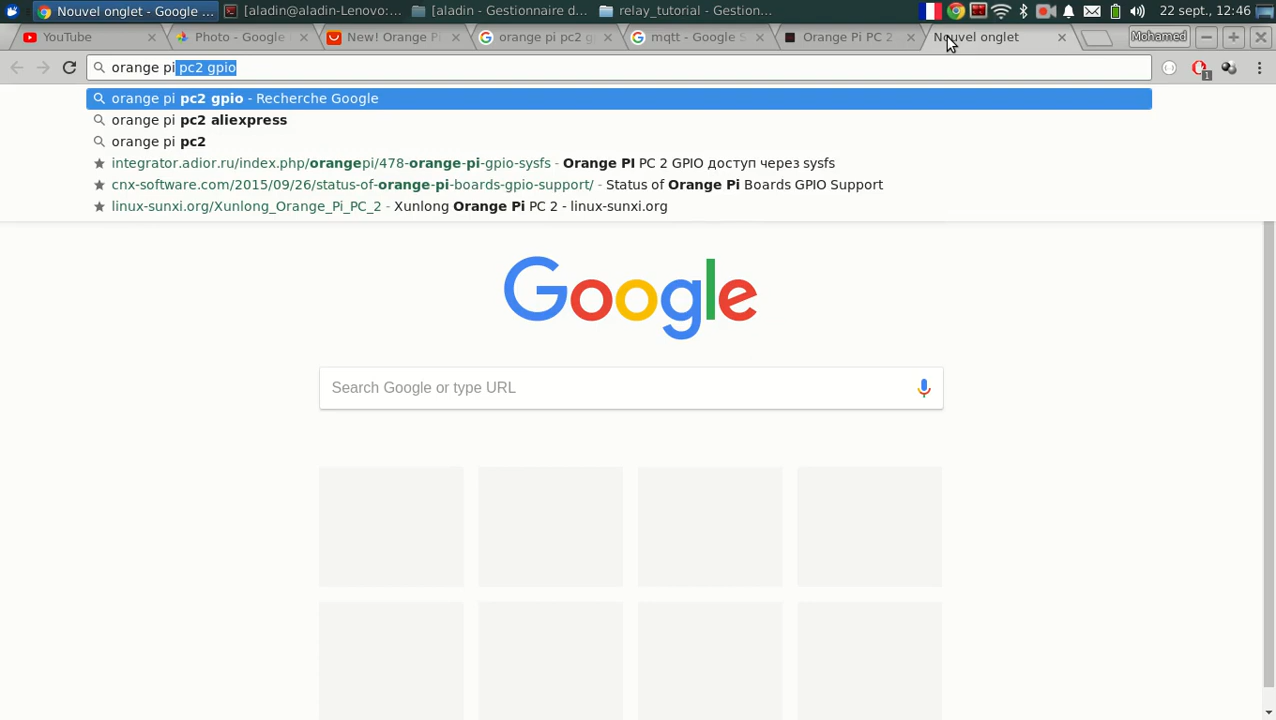 Nouvel onglet - Google ... [aladin@aladin-Lenovo:... [aladin - Gestionnaire d... relay_tutorial - Gestion... 22 sept., 12:46
YouTube Photo - Google New! Orange P orange pi pc2 g mqtt - Google S Orange Pi PC 2 Nouvel onglet Mohamed
orange pi pc2 gpio 1
orange pi pc2 gpio - Recherche Google
orange pi pc2 aliexpress
orange pi pc2
integrator.adior.ru/index.php/orangepi/478-orange-pi-gpio-sysfs - Orange PI PC 2 GPIO доступ через sysfs
cnx-software.com/2015/09/26/status-of-orange-pi-boards-gpio-support/ - Status of Orange Pi Boards GPIO Support
linux-sunxi.org/Xunlong_Orange_Pi_PC_2 - Xunlong Orange Pi PC 2 - linux-sunxi.org
Google
Search Google or type URL